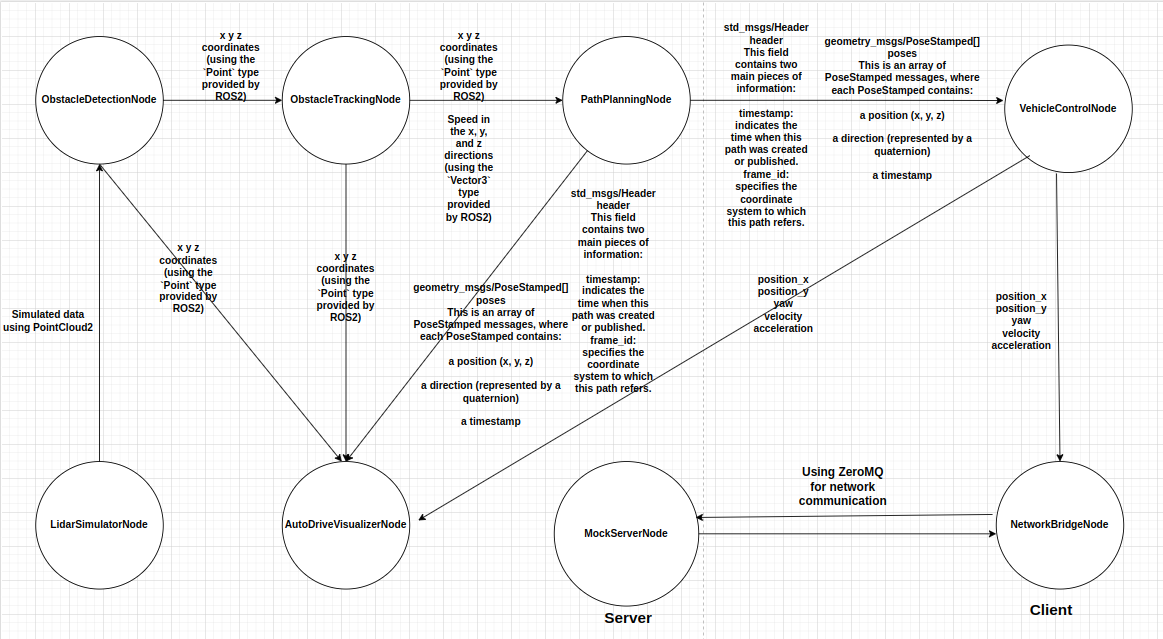 x y z
coordinates
(using the
`Point` type
provided by
ROS2)
x y z
coordinates
(using the
`Point` type
provided by
ROS2)
Speed in
the x, y,
and z
directions
(using the
`Vector3`
type
provided
by ROS2)
std_msgs/Header
header
This field
contains two
main pieces of
information:
timestamp:
indicates the
time when this
path was created
or published.
frame_id:
specifies the
coordinate
system to which
this path refers.
geometry_msgs/PoseStamped[]
poses
This is an array of
PoseStamped messages, where
each PoseStamped contains:
a position (x, y, z)
a direction (represented by a
quaternion)
a timestamp
ObstacleDetectionNode
ObstacleTrackingNode
PathPlanningNode
VehicleControlNode
x y z
coordinates
(using the
`Point` type
provided by
ROS2)
x y z
coordinates
(using the
`Point` type
provided by
ROS2)
geometry_msgs/PoseStamped[]
poses
This is an array of
PoseStamped messages, where
each PoseStamped contains:
a position (x, y, z)
a direction (represented by a
quaternion)
a timestamp
std_msgs/Header
header
This field
contains two
main pieces of
information:
timestamp:
indicates the
time when this
path was created
or published.
frame_id:
specifies the
coordinate
system to which
this path refers.
position_x
position_y
yaw
velocity
acceleration
position_x
position_y
yaw
velocity
acceleration
Simulated data
using PointCloud2
Using ZeroMQ
for network
communication
LidarSimulatorNode
AutoDriveVisualizerNode
MockServerNode
NetworkBridgeNode
Server
Client